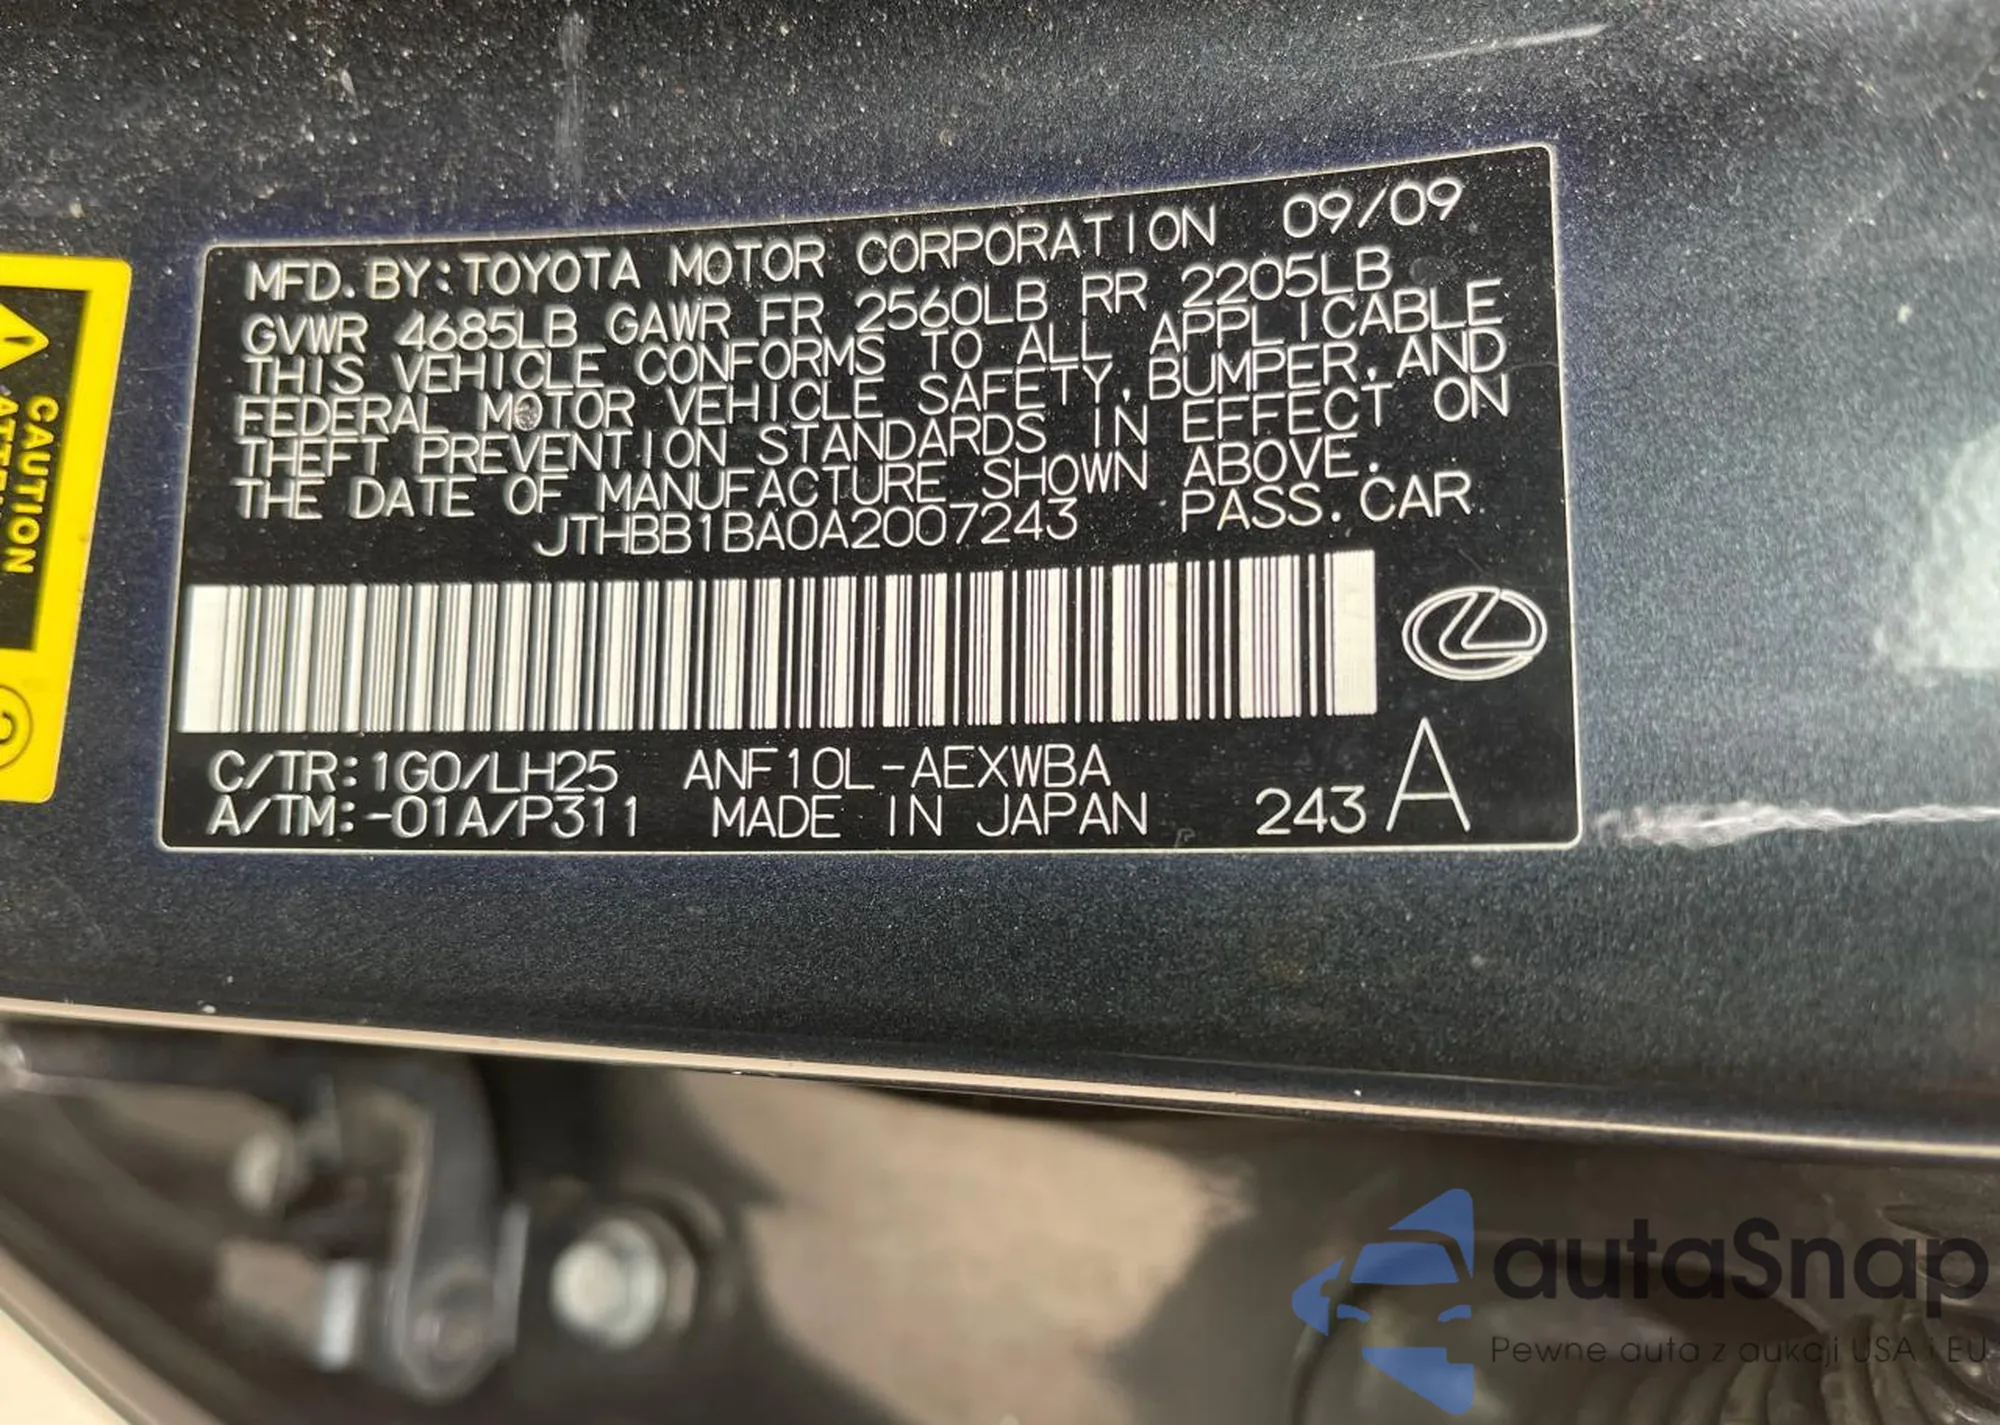 MFD. BY: TOYOTA MOTOR CORPORATION 09/09
GVWR 4685LB GAWR FR 2560LB RR 2205LB
THIS VEHICLE CONFORMS TO ALL APPLICABLE
FEDERAL MOTOR VEHICLE SAFETY, BUMPER, AND
THEFT PREVENTION STANDARDS IN EFFECT ON
THE DATE OF MANUFACTURE SHOWN ABOVE.
JTHBB1BA0A2007243 PASS. CAR
C/TR: 1G0/LH25 ANF10L-AEXWBA
A/TM: -01A/P311 MADE IN JAPAN 243 A
CAUTION
autaSnap
Pewne auta z aukcji USA i EU